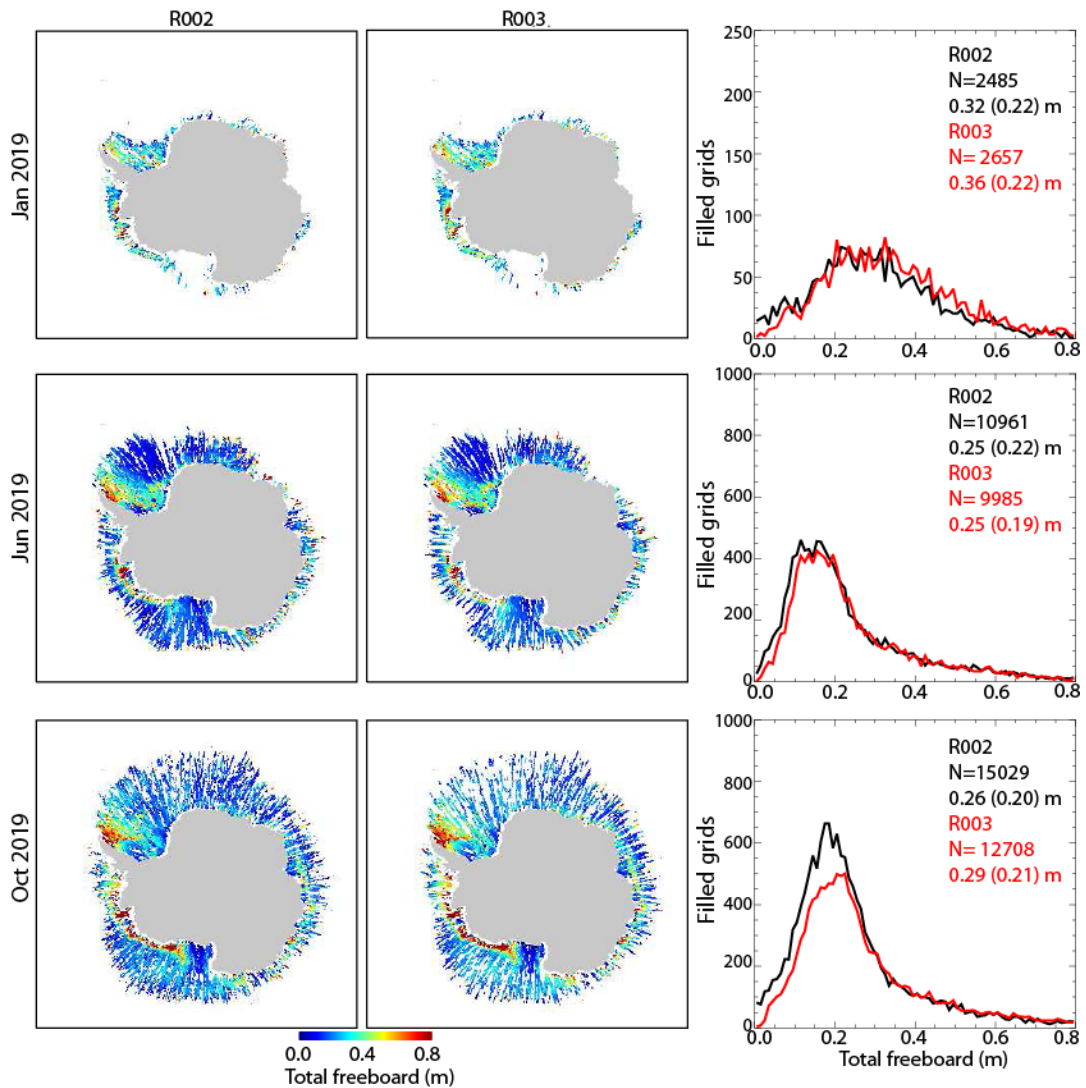 R002
R003.
Jan 2019
250
200
150
100
50
0
Filled grids
R002
N=2485
0.32 (0.22) m
R003
N= 2657
0.36 (0.22) m
0.0 0.2 0.4 0.6 0.8
Jun 2019
1000
800
600
400
200
0
Filled grids
R002
N=10961
0.25 (0.22) m
R003
N= 9985
0.25 (0.19) m
0.0 0.2 0.4 0.6 0.8
Oct 2019
1000
800
600
400
200
0
Filled grids
R002
N=15029
0.26 (0.20) m
R003
N= 12708
0.29 (0.21) m
0.0 0.2 0.4 0.6 0.8
Total freeboard (m)
0.0 0.4 0.8
Total freeboard (m)